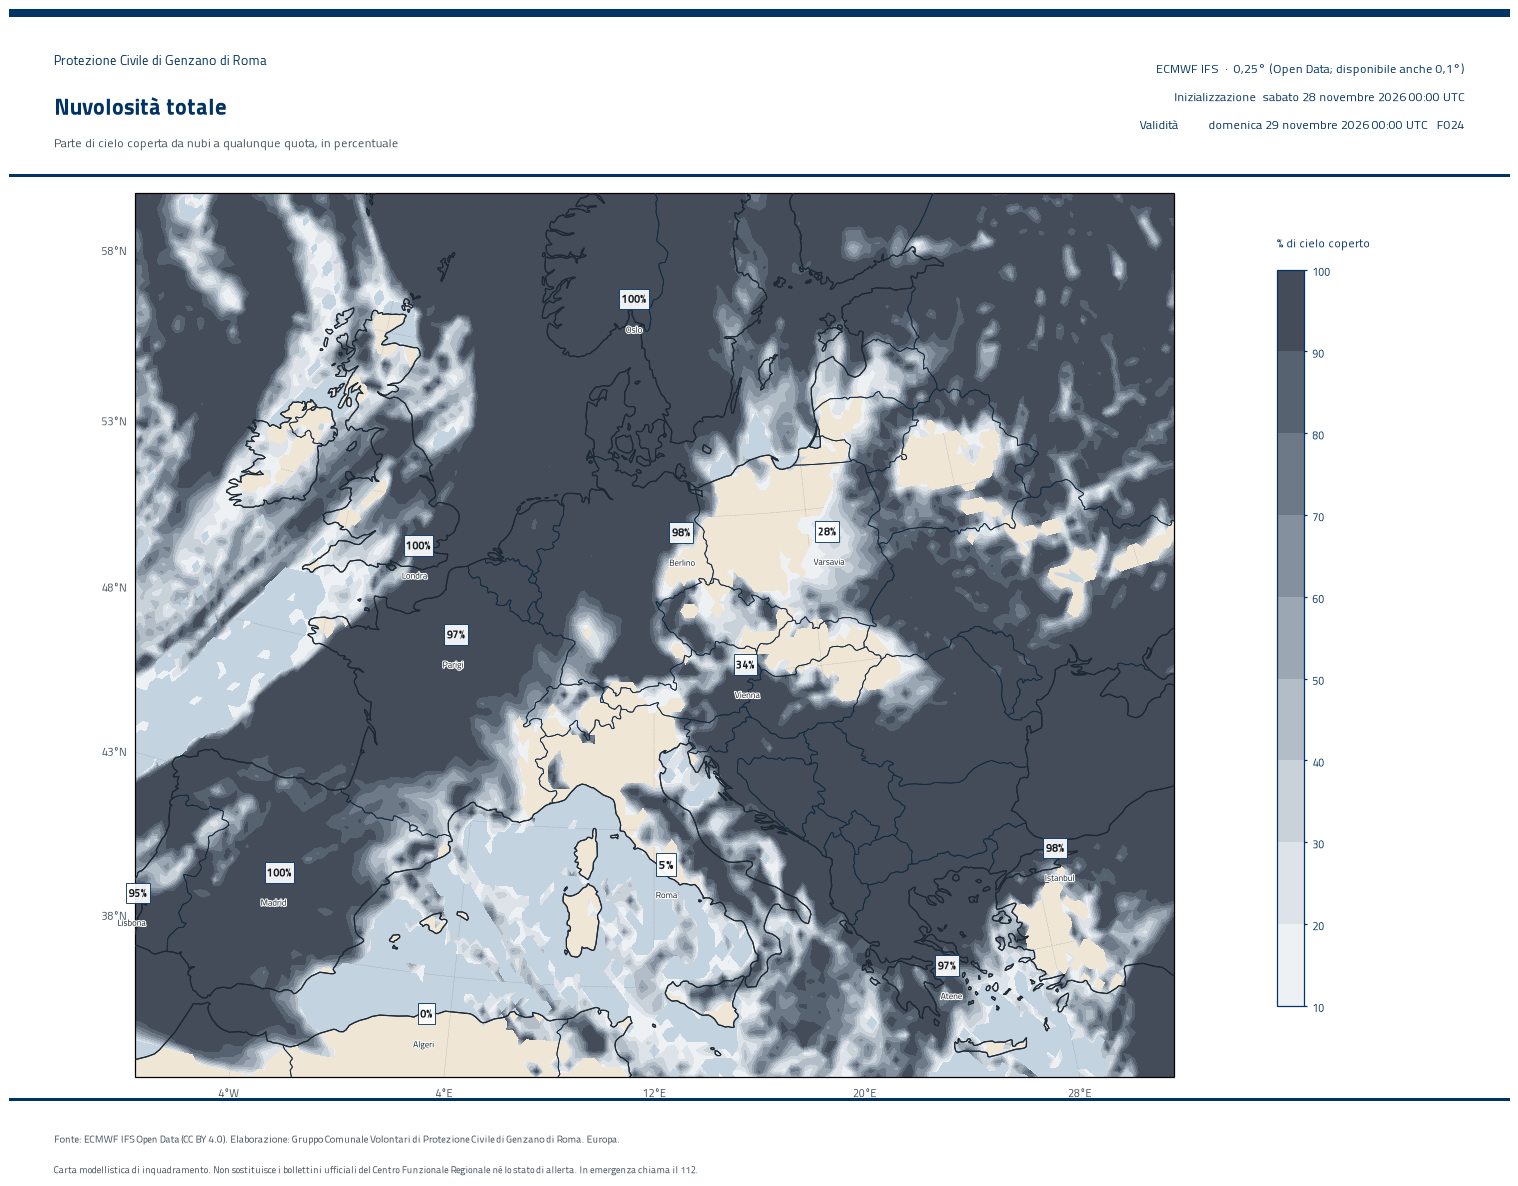 Protezione Civile di Genzano di Roma
Nuvolosità totale
Parte di cielo coperta da nubi a qualunque quota, in percentuale
ECMWF IFS · 0,25° (Open Data; disponibile anche 0,1°)
Inizializzazione sabato 28 novembre 2026 00:00 UTC
Validità domenica 29 novembre 2026 00:00 UTC F024
58°N
53°N
48°N
43°N
38°N
100%
Oslo
98%
Berlino
28%
Varsavia
100%
Londra
97%
Parigi
34%
Vienna
100%
Madrid
95%
Lisbona
5%
Roma
98%
Istanbul
97%
Atene
0%
Algeri
4°W
4°E
12°E
20°E
28°E
% di cielo coperto
100
90
80
70
60
50
40
30
20
10
Fonte: ECMWF IFS Open Data (CC BY 4.0). Elaborazione: Gruppo Comunale Volontari di Protezione Civile di Genzano di Roma. Europa.
Carta modellistica di inquadramento. Non sostituisce i bollettini ufficiali del Centro Funzionale Regionale né lo stato di allerta. In emergenza chiama il 112.